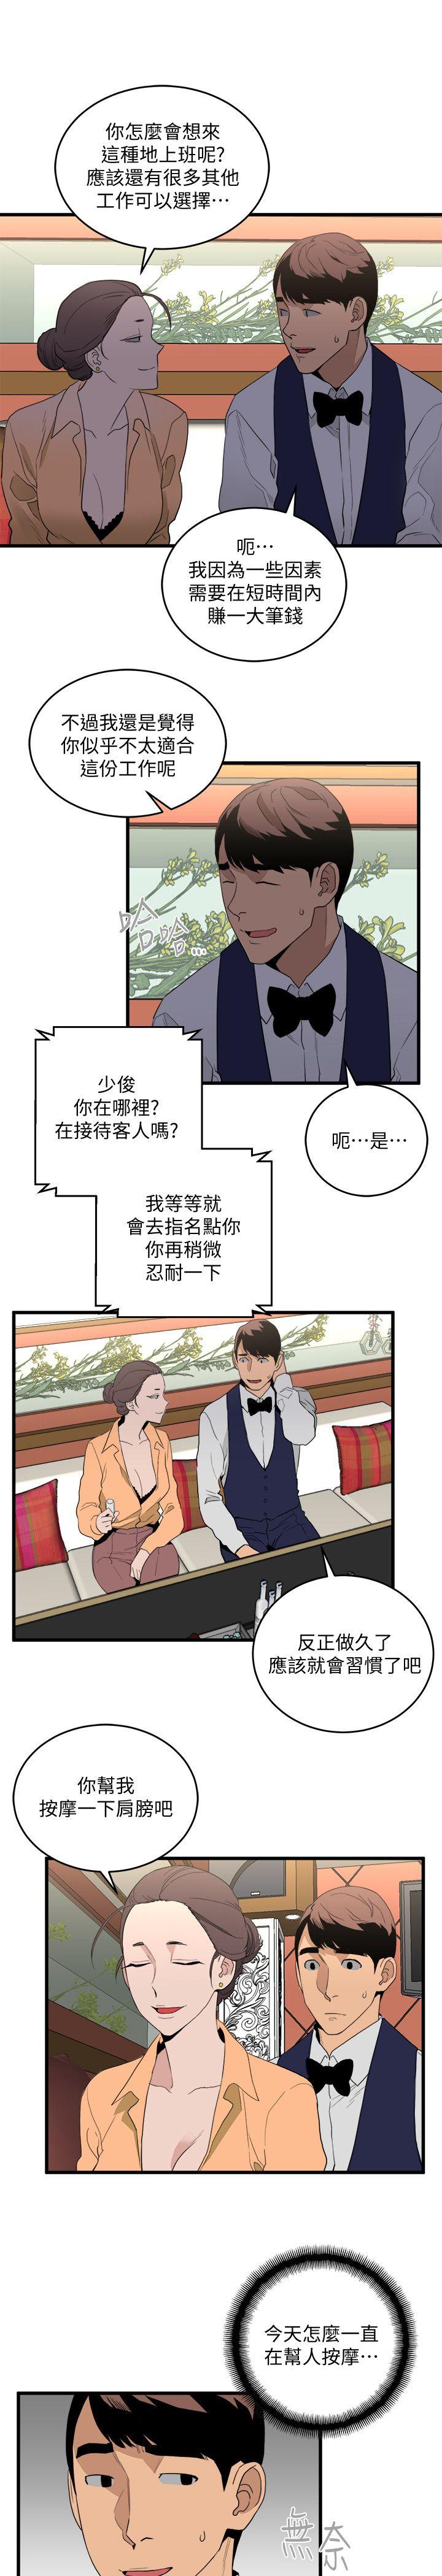 你怎麼會想來
這種地上班呢?
應該還有很多其他
工作可以選擇…
呃…
我因為一些因素
需要在短時間內
賺一大筆錢
不過我還是覺得
你似乎不太適合
這份工作呢
哈
哈哈…
呃…是…
少俊
你在哪裡?
在接待客人嗎?
我等等就
會去指名點你
你再稍微
忍耐一下
反正做久了
應該就會習慣了吧
你幫我
按摩一下肩膀吧
今天怎麼一直
在幫人按摩…
無奈